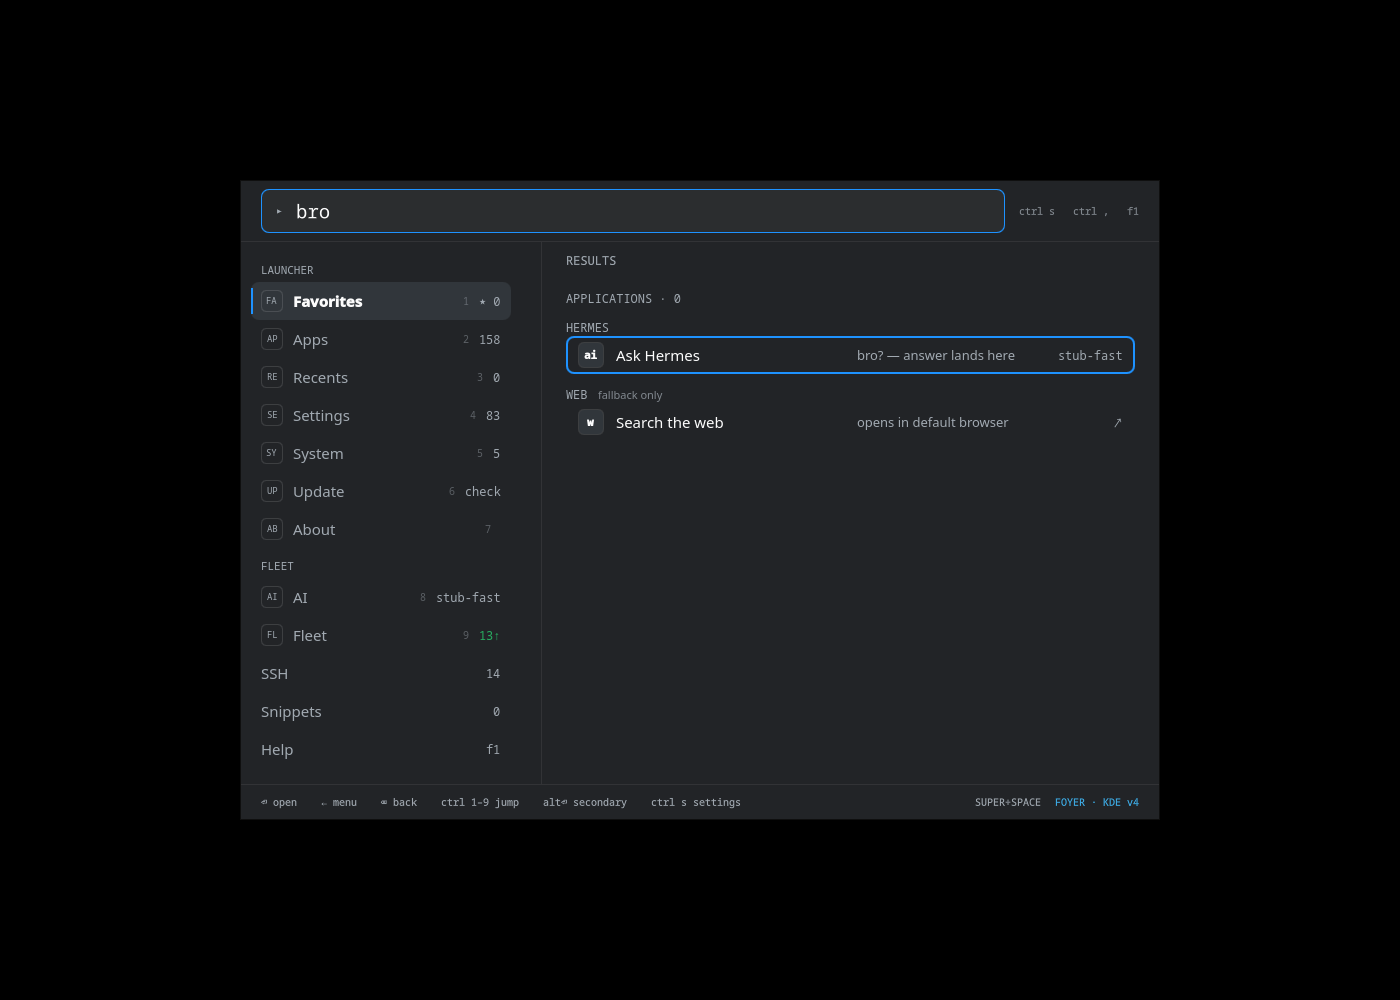 ▸ bro ctrl s ctrl , f1
LAUNCHER
FA Favorites 1 ★ 0
AP Apps 2 158
RE Recents 3 0
SE Settings 4 83
SY System 5 5
UP Update 6 check
AB About 7
FLEET
AI AI 8 stub-fast
FL Fleet 9 13↑
SSH 14
Snippets 0
Help f1
RESULTS
APPLICATIONS · 0
HERMES
ai Ask Hermes bro? — answer lands here stub-fast
WEB fallback only
w Search the web opens in default browser ↗
⏎ open ← menu ⌫ back ctrl 1–9 jump alt⏎ secondary ctrl s settings SUPER+SPACE FOYER · KDE v4